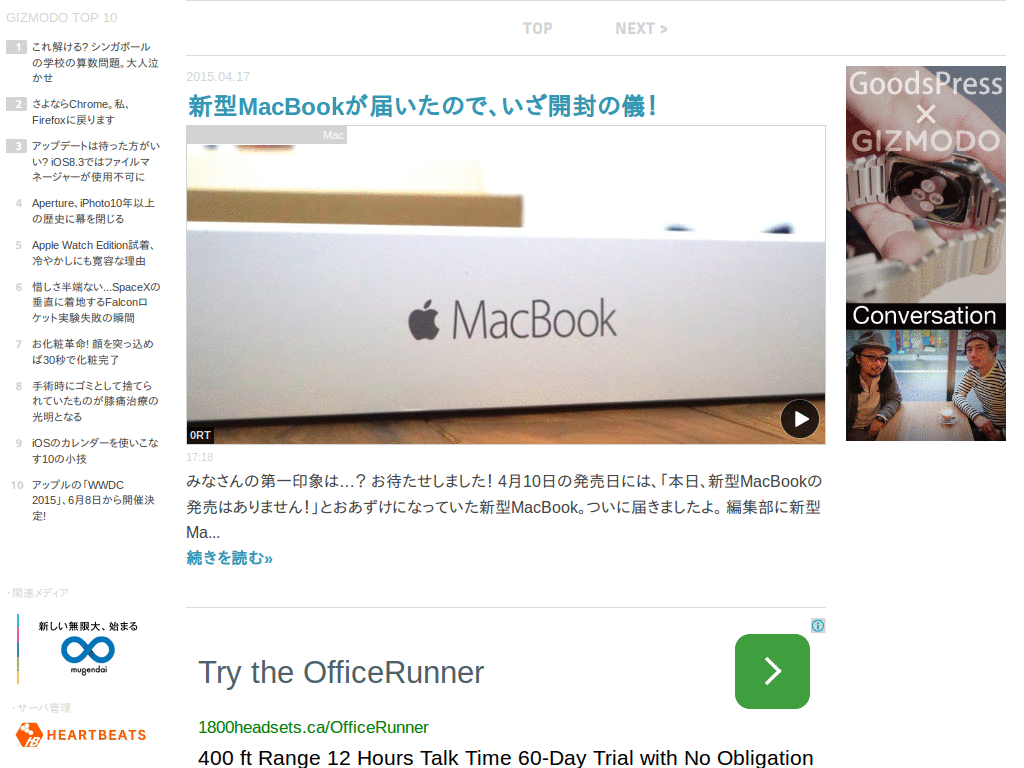 GIZMODO TOP 10
1 これ解ける? シンガポール
の学校の算数問題。大人泣
かせ
2 さよならChrome。私、
Firefoxに戻ります
3 アップデートは待った方がい
い? iOS8.3ではファイルマ
ネージャーが使用不可に
4 Aperture、iPhoto10年以上
の歴史に幕を閉じる
5 Apple Watch Edition試着、
冷やかしにも寛容な理由
6 惜しさ半端ない...SpaceXの
垂直に着地するFalconロ
ケット実験失敗の瞬間
7 お化粧革命! 顔を突っ込め
ば30秒で化粧完了
8 手術時にゴミとして捨てら
れていたものが膝痛治療の
光明となる
9 iOSのカレンダーを使いこな
す10の小技
10 アップルの「WWDC
2015」、6月8日から開催決
定!
·関連メディア
新しい無限大、始まる
mugendai
·サーバ管理
HB HEARTBEATS
TOP NEXT >
2015.04.17
新型MacBookが届いたので、いざ開封の儀!
Mac
MacBook
0RT
17:18
みなさんの第一印象は...? お待たせしました! 4月10日の発売日には、「本日、新型MacBookの
発売はありません!」とおあずけになっていた新型MacBook。ついに届きましたよ。 編集部に新型
Ma...
続きを読む»
Try the OfficeRunner
1800headsets.ca/OfficeRunner
400 ft Range 12 Hours Talk Time 60-Day Trial with No Obligation
GoodsPress
×
GIZMODO
Conversation